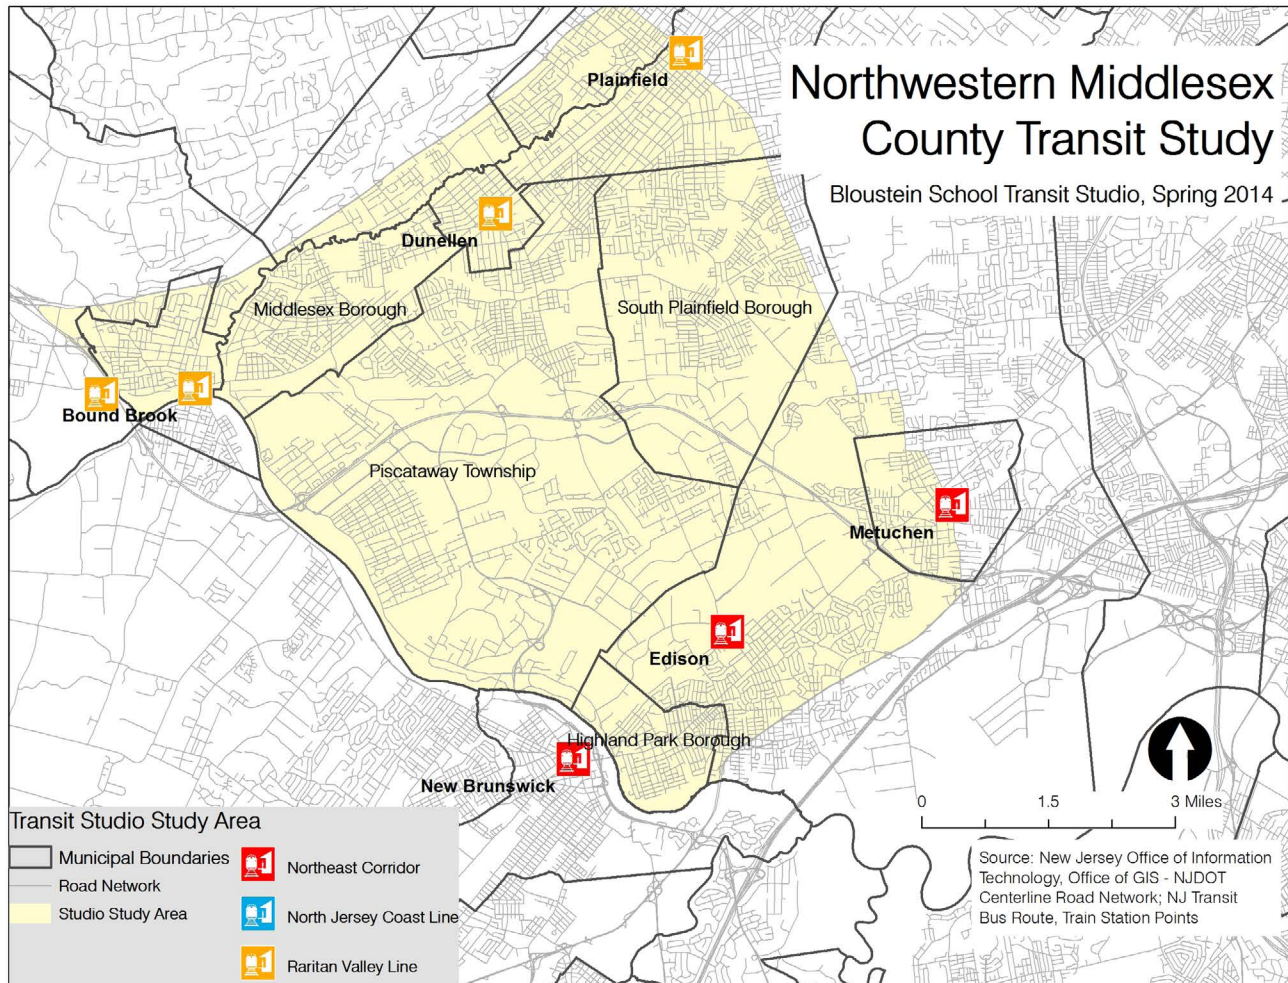 Northwestern Middlesex
County Transit Study
Bloustein School Transit Studio, Spring 2014
Plainfield
Dunellen
Middlesex Borough
South Plainfield Borough
Bound Brook
Piscataway Township
Metuchen
Edison
Highland Park Borough
New Brunswick
0 1.5 3 Miles
Transit Studio Study Area
Municipal Boundaries
Road Network
Studio Study Area
Northeast Corridor
North Jersey Coast Line
Raritan Valley Line
Source: New Jersey Office of Information
Technology, Office of GIS - NJDOT
Centerline Road Network; NJ Transit
Bus Route, Train Station Points